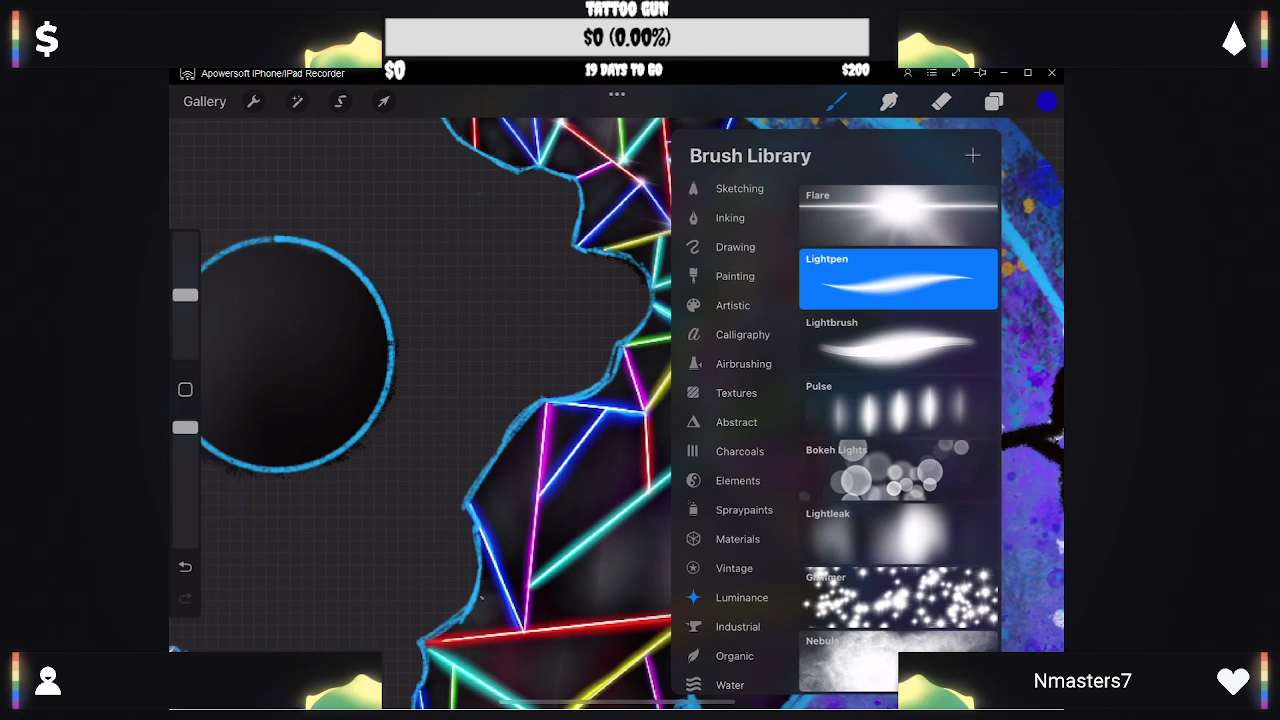 TATTOO GUN
$0 (0.00%)
$0
19 DAYS TO GO
$200
Apowersoft iPhone/iPad Recorder
Gallery
Brush Library
Sketching
Inking
Drawing
Painting
Artistic
Calligraphy
Airbrushing
Textures
Abstract
Charcoals
Elements
Spraypaints
Materials
Vintage
Luminance
Industrial
Organic
Water
Flare
Lightpen
Lightbrush
Pulse
Bokeh Lights
Lightleak
Glimmer
Nebula
Nmasters7